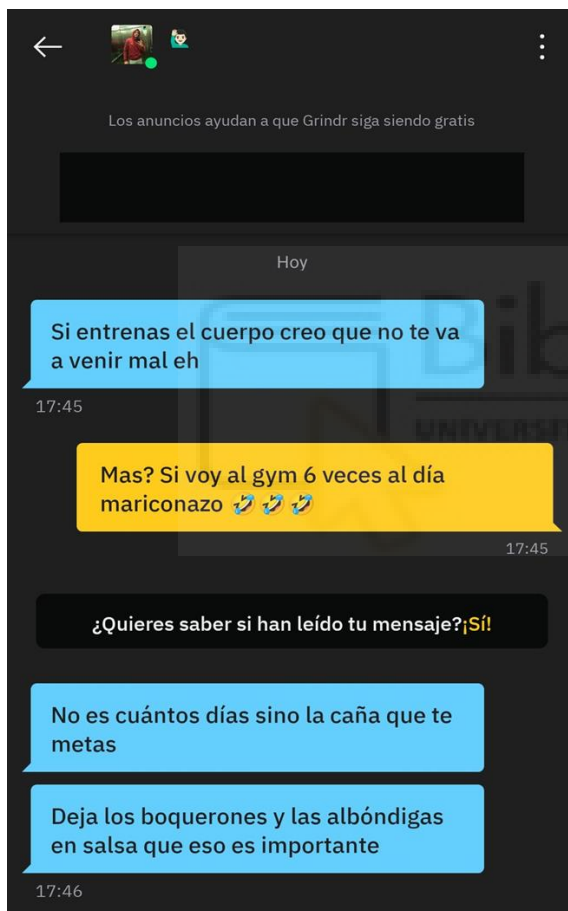 Los anuncios ayudan a que Grindr siga siendo gratis
Hoy
Si entrenas el cuerpo creo que no te va
a venir mal eh
17:45
Mas? Si voy al gym 6 veces al día
mariconazo 🤣🤣🤣
17:45
¿Quieres saber si han leído tu mensaje?¡Sí!
No es cuántos días sino la caña que te
metas
Deja los boquerones y las albóndigas
en salsa que eso es importante
17:46
Bib
UNIVERSIT